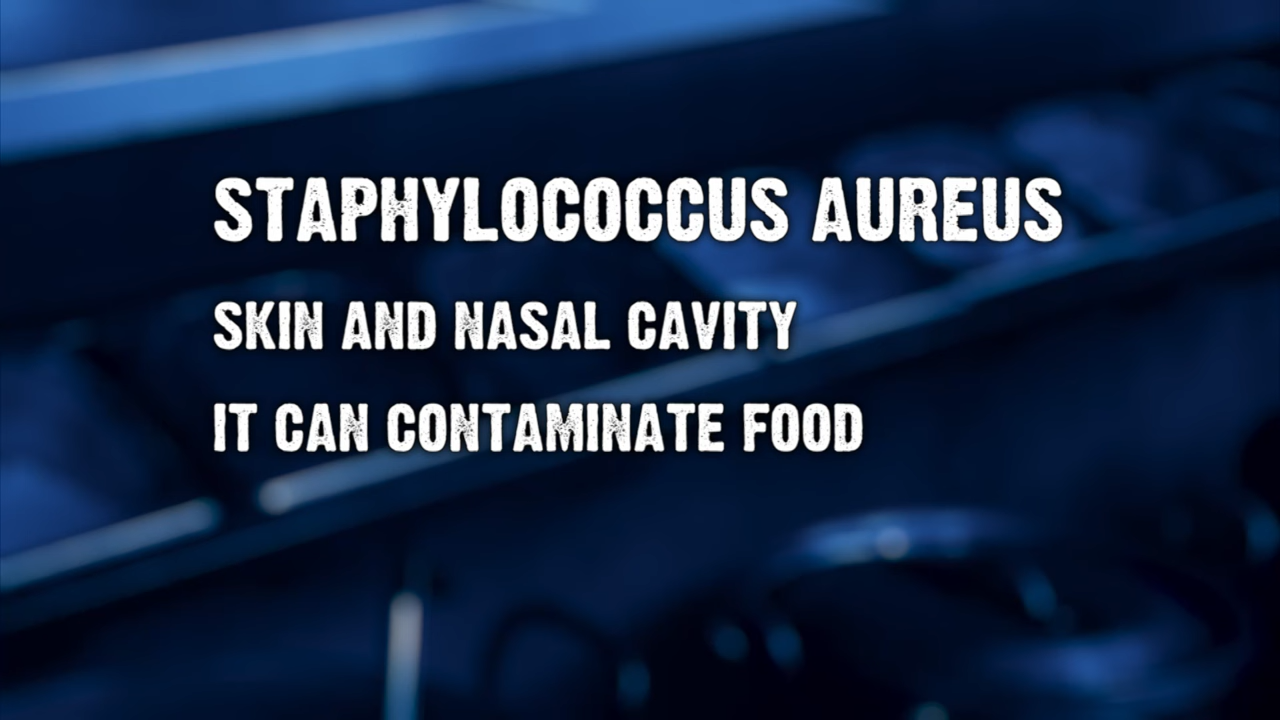 STAPHYLOCOCCUS AUREUS
SKIN AND NASAL CAVITY
IT CAN CONTAMINATE FOOD